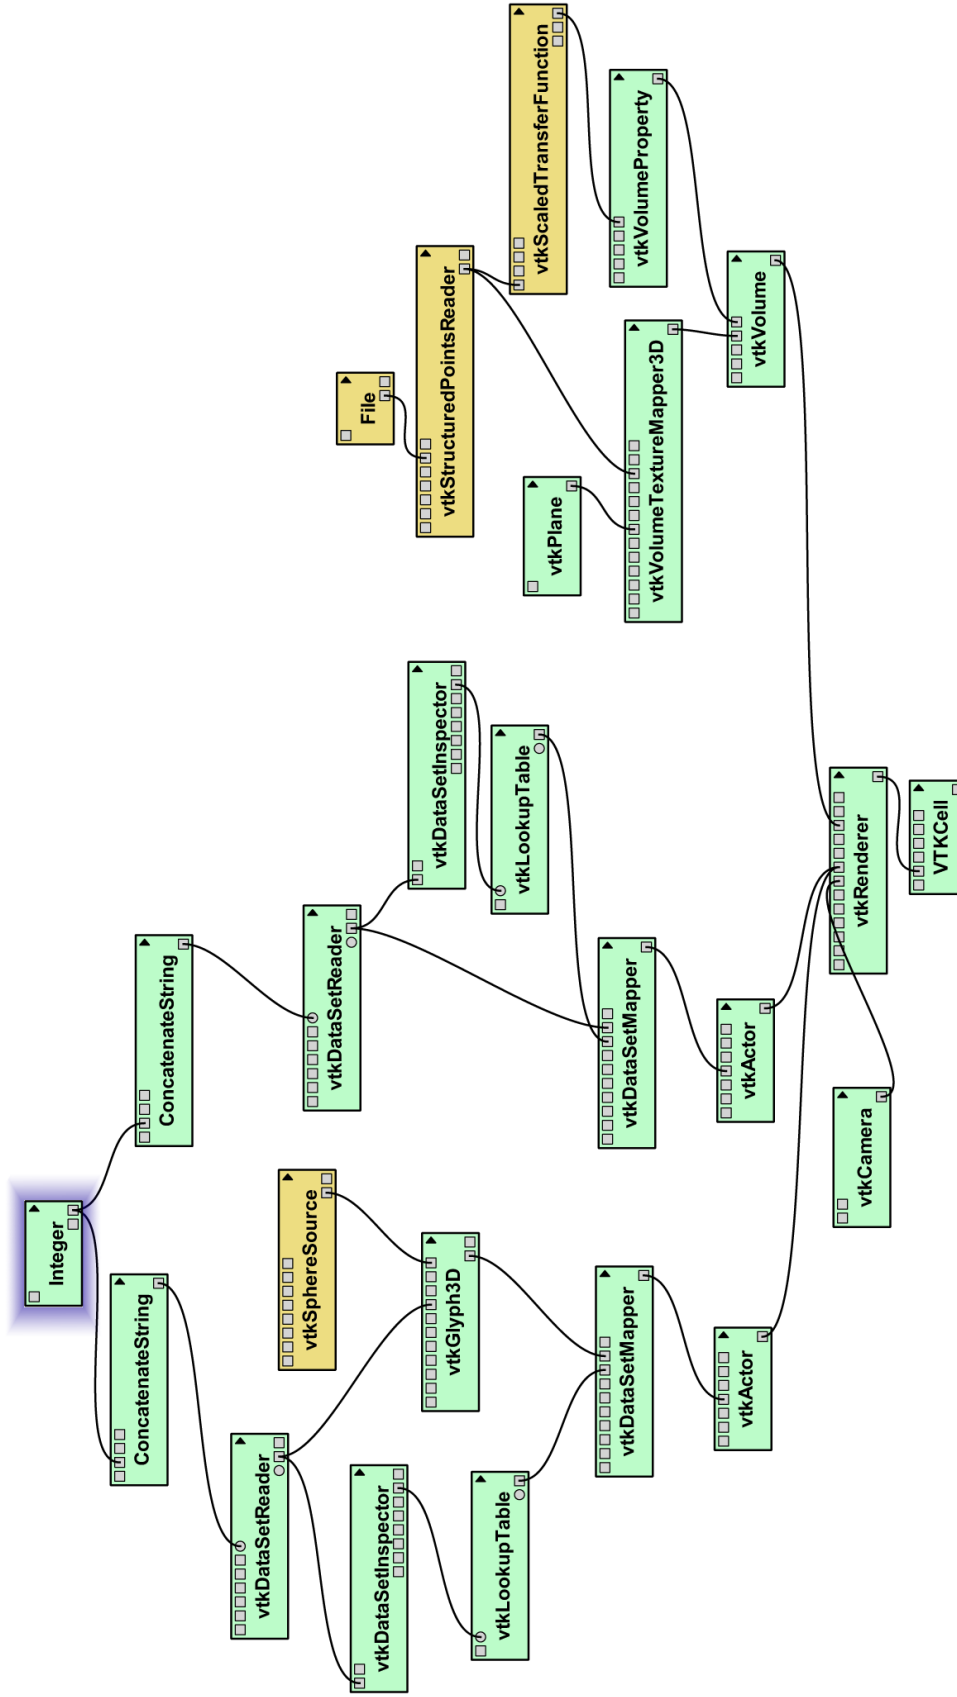 Integer
ConcatenateString
ConcatenateString
vtkDataSetReader
vtkSphereSource
vtkDataSetReader
File
vtkDataSetInspector
vtkGlyph3D
vtkDataSetInspector
vtkStructuredPointsReader
vtkLookupTable
vtkLookupTable
vtkPlane
vtkScaledTransferFunction
vtkDataSetMapper
vtkDataSetMapper
vtkVolumeTextureMapper3D
vtkVolumeProperty
vtkActor
vtkActor
vtkVolume
vtkCamera
vtkRenderer
VTKCell